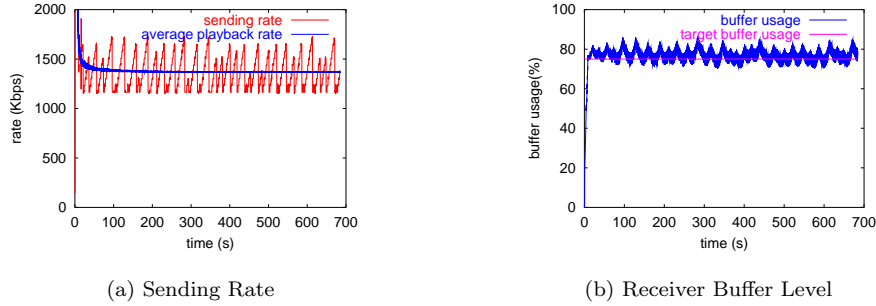 2000
1500
1000
500
0
rate (Kbps)
sending rate
average playback rate
0 100 200 300 400 500 600 700
time (s)
(a) Sending Rate
100
80
60
40
20
0
buffer usage(%)
buffer usage
target buffer usage
0 100 200 300 400 500 600 700
time (s)
(b) Receiver Buffer Level